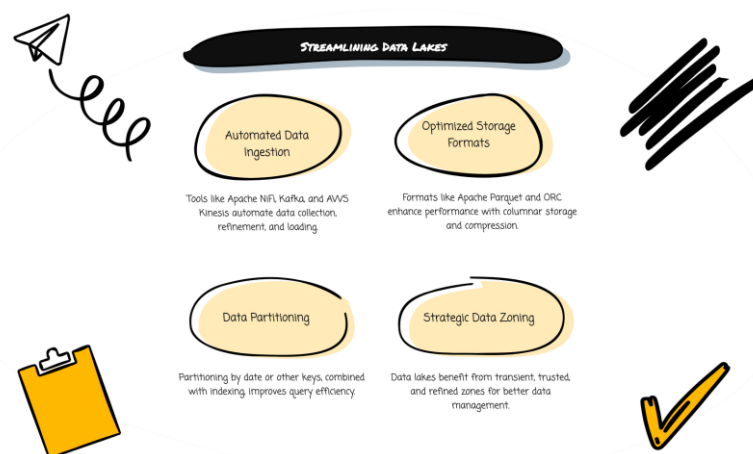 Streamlining Data Lakes
Automated Data
Ingestion
Tools like Apache NiFi, Kafka, and AWS
Kinesis automate data collection,
refinement, and loading.
Optimized Storage
Formats
Formats like Apache Parquet and ORC
enhance performance with columnar storage
and compression.
Data Partitioning
Partitioning by date or other keys, combined
with indexing, improves query efficiency.
Strategic Data Zoning
Data lakes benefit from transient, trusted,
and refined zones for better data
management.